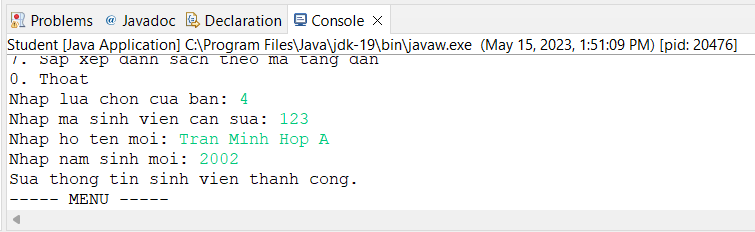 Problems @ Javadoc Declaration Console
Student [Java Application] C:\Program Files\Java\jdk-19\bin\javaw.exe (May 15, 2023, 1:51:09 PM) [pid: 20476]
7. Sap xep danh sach theo ma tang dan
0. Thoat
Nhap lua chon cua ban: 4
Nhap ma sinh vien can sua: 123
Nhap ho ten moi: Tran Minh Hop A
Nhap nam sinh moi: 2002
Sua thong tin sinh vien thanh cong.
----- MENU -----